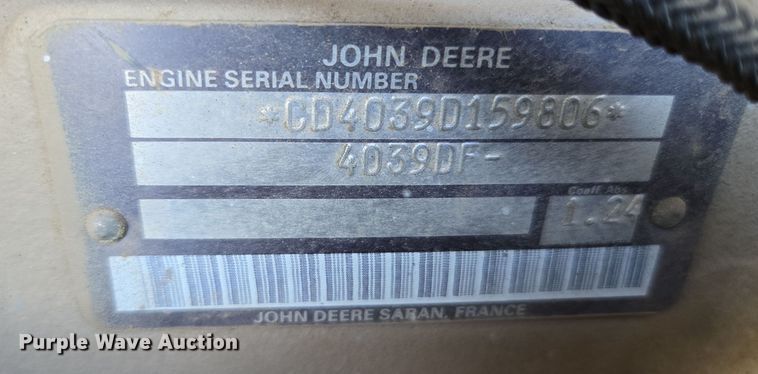 JOHN DEERE
ENGINE SERIAL NUMBER
*CD4039D159806*
4039DF-
Coeff Abs
1.24
JOHN DEERE SARAN, FRANCE
Purple Wave Auction